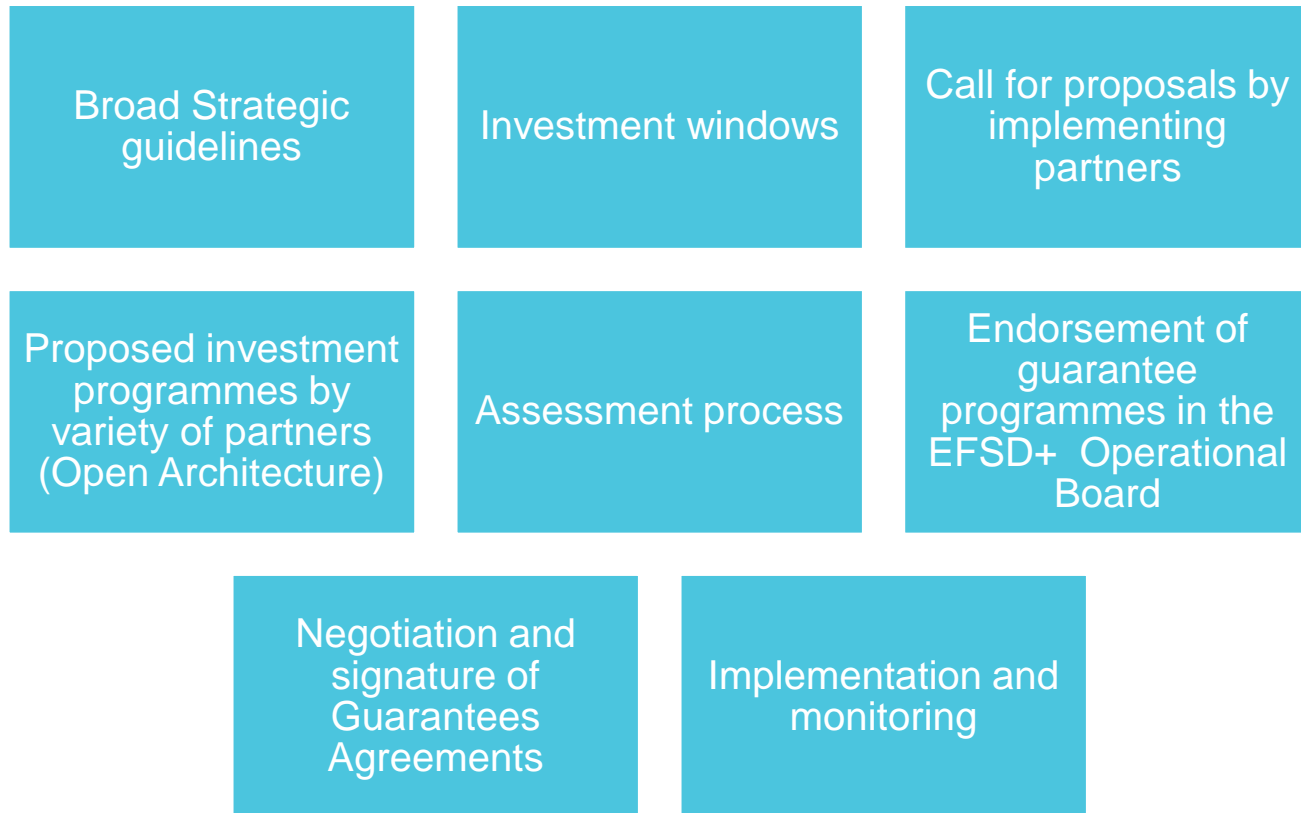 Broad Strategic
guidelines
Investment windows
Call for proposals by
implementing
partners
Proposed investment
programmes by
variety of partners
(Open Architecture)
Assessment process
Endorsement of
guarantee
programmes in the
EFSD+ Operational
Board
Negotiation and
signature of
Guarantees
Agreements
Implementation and
monitoring